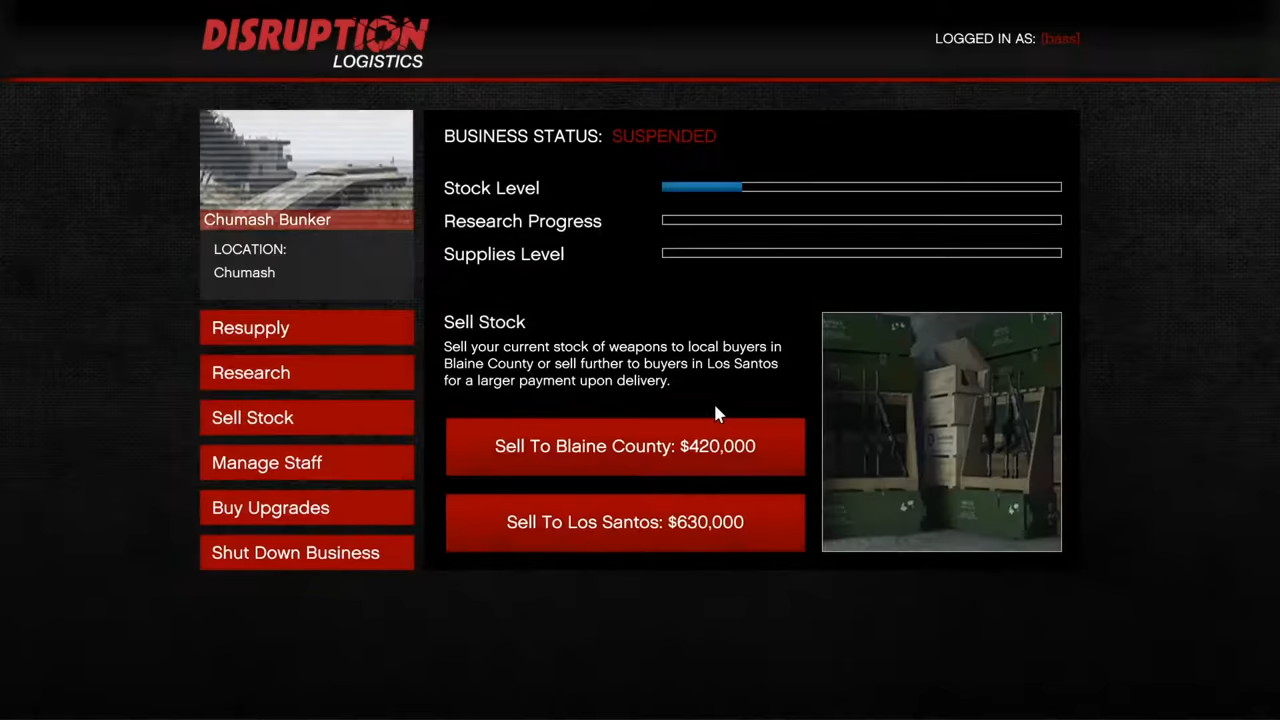 DISRUPTION
LOGISTICS
LOGGED IN AS: [bass]
Chumash Bunker
LOCATION:
Chumash
Resupply
Research
Sell Stock
Manage Staff
Buy Upgrades
Shut Down Business
BUSINESS STATUS: SUSPENDED
Stock Level
Research Progress
Supplies Level
Sell Stock
Sell your current stock of weapons to local buyers in
Blaine County or sell further to buyers in Los Santos
for a larger payment upon delivery.
Sell To Blaine County: $420,000
Sell To Los Santos: $630,000